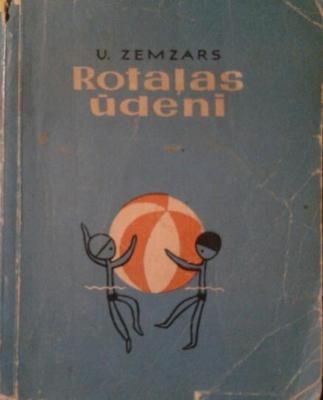 U. ZEMZARS
Rotaļas
ūdenī